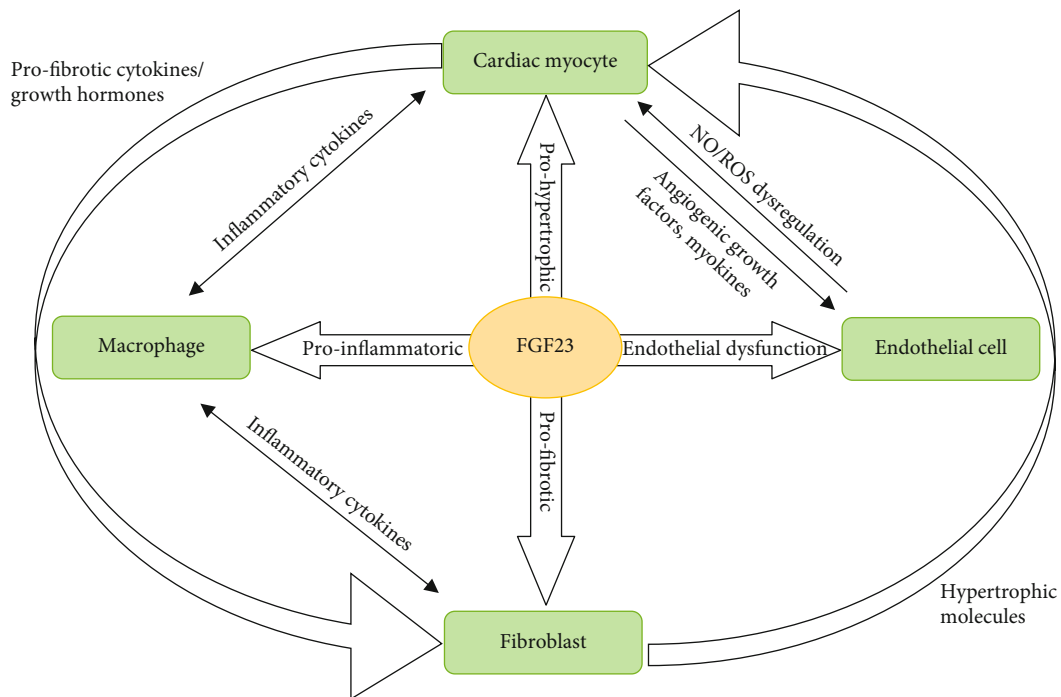 Cardiac myocyte
Pro-fibrotic cytokines/
growth hormones
Inflammatory cytokines
Pro-hypertrophic
NO/ROS dysregulation
Angiogenic growth
factors, myokines
Macrophage
Pro-inflammatoric
FGF23
Endothelial dysfunction
Endothelial cell
Inflammatory cytokines
Pro-fibrotic
Hypertrophic
molecules
Fibroblast